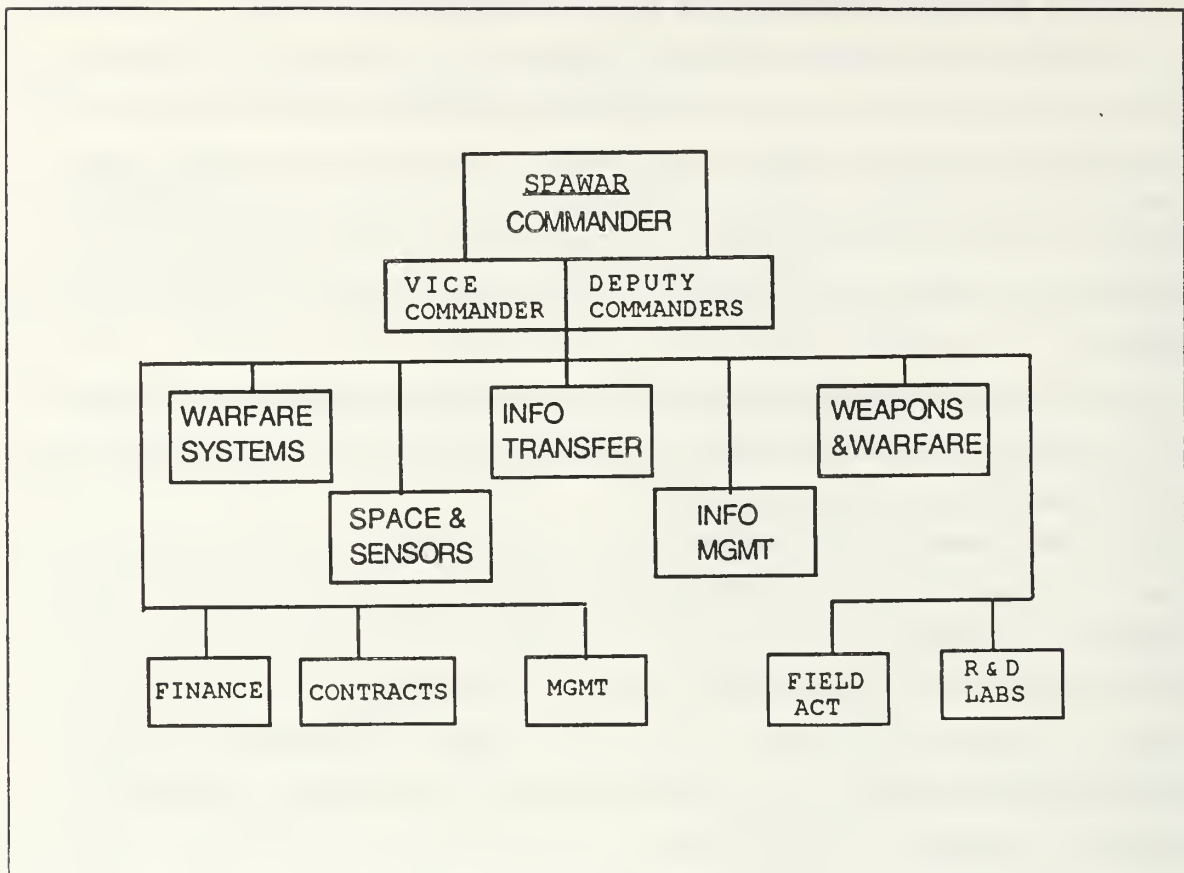 SPAWAR
COMMANDER
VICE
COMMANDER
DEPUTY
COMMANDERS
WARFARE
SYSTEMS
INFO
TRANSFER
WEAPONS
&WARFARE
SPACE &
SENSORS
INFO
MGMT
FINANCE
CONTRACTS
MGMT
FIELD
ACT
R & D
LABS